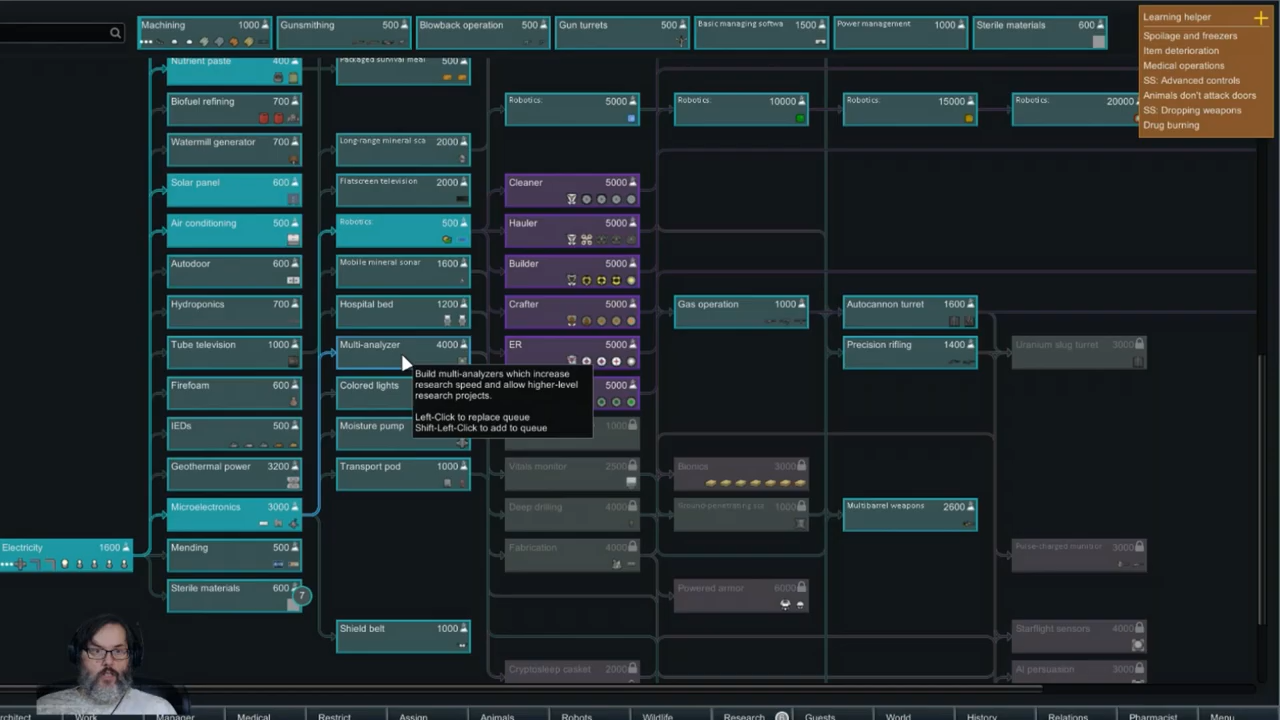 Machining 1000
Gunsmithing 500
Blowback operation 500
Gun turrets 500
Basic managing softwa 1500
Power management 1000
Sterile materials 600
Learning helper
Spoilage and freezers
Item deterioration
Medical operations
SS: Advanced controls
Animals don't attack doors
SS: Dropping weapons
Drug burning
Nutrient paste 400
Packaged survival meal 500
Biofuel refining 700
Robotics: 5000
Robotics: 10000
Robotics: 15000
Robotics: 20000
Watermill generator 700
Long-range mineral sca 2000
Solar panel 600
Flatscreen television 2000
Cleaner 5000
Air conditioning 500
Robotics: 500
Hauler 5000
Autodoor 600
Mobile mineral sonar 1600
Builder 5000
Hydroponics 700
Hospital bed 1200
Crafter 5000
Gas operation 1000
Autocannon turret 1600
Tube television 1000
Multi-analyzer 4000
ER 5000
Precision rifling 1400
Uranium slug turret 3000
Build multi-analyzers which increase
research speed and allow higher-level
research projects.
Left-Click to replace queue
Shift-Left-Click to add to queue
Firefoam 600
Colored lights
5000
IEDs 500
Moisture pump
1000
Geothermal power 3200
Transport pod 1000
Vitals monitor 2500
Bionics 3000
Microelectronics 3000
Deep drilling 4000
1000
Multibarrel weapons 2600
Electricity 1600
Mending 500
Fabrication 4000
3000
Sterile materials 600
7
Powered armor 6000
Shield belt 1000
Starflight sensors 4000
Cryptosleep casket 2000
AI persuasion 3000
rchitect
Work
Manager
Medical
Restrict
Assign
Animals
Robots
Wildlife
Research
Guests
World
History
Relations
Pharmacist
Menu